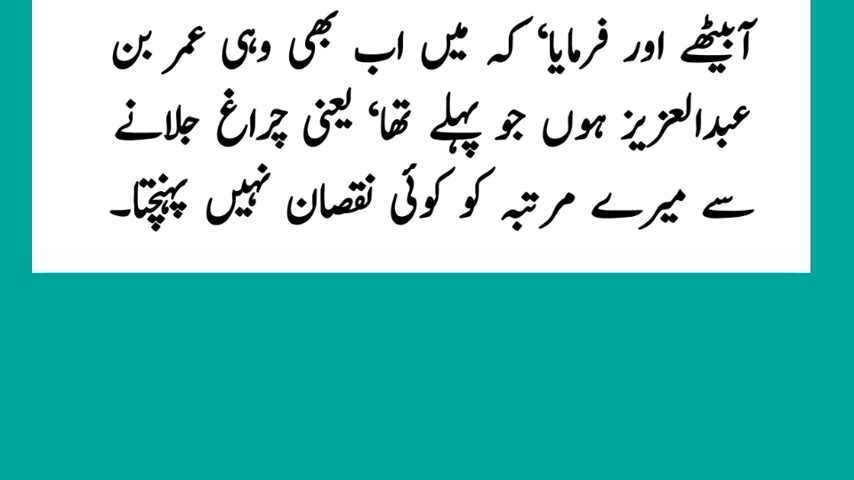 آبیٹھے اور فرمایا‘ کہ میں اب بھی وہی عمر بن
عبدالعزیز ہوں جو پہلے تھا‘ یعنی چراغ جلانے
سے میرے مرتبہ کو کوئی نقصان نہیں پہنچتا۔